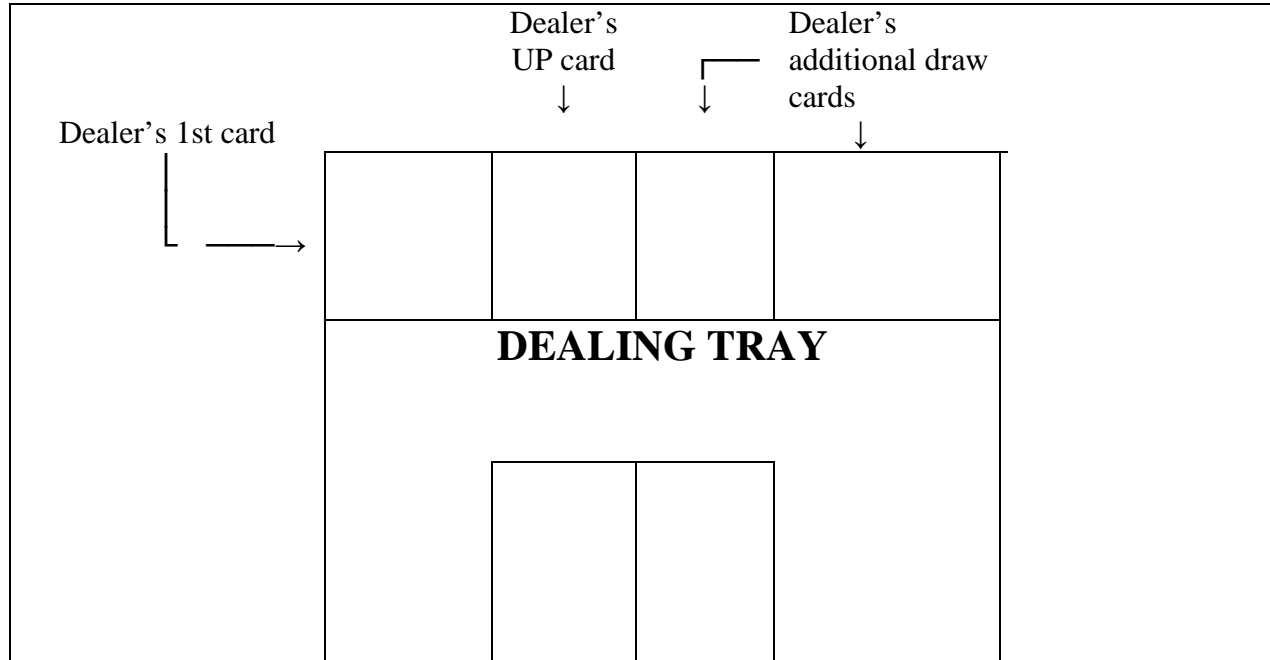 Dealer’s
UP card
↓
Dealer’s
additional draw
cards
↓
↓
Dealer’s 1st card
→
DEALING TRAY